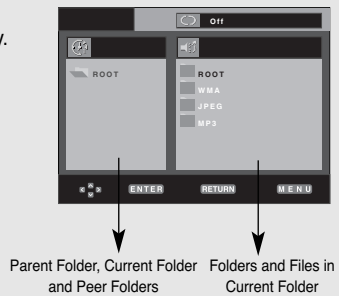 y.
Off
ROOT
ROOT
WMA
JPEG
MP3
ENTER
RETURN
MENU
Parent Folder, Current Folder
and Peer Folders
Folders and Files in
Current Folder